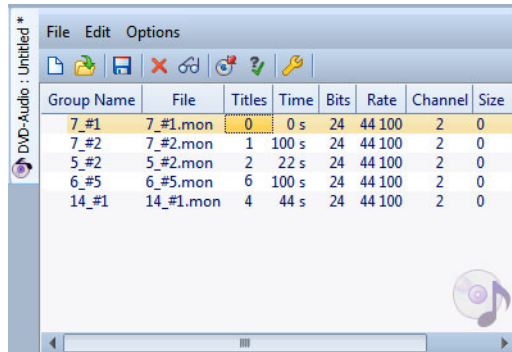 DVD-Audio : Untitled *
File Edit Options
Group Name File Titles Time Bits Rate Channel Size
7_#1 7_#1.mon 0 0 s 24 44 100 2 0
7_#2 7_#2.mon 1 100 s 24 44 100 2 0
5_#2 5_#2.mon 2 22 s 24 44 100 2 0
6_#5 6_#5.mon 6 100 s 24 44 100 2 0
14_#1 14_#1.mon 4 44 s 24 44 100 2 0